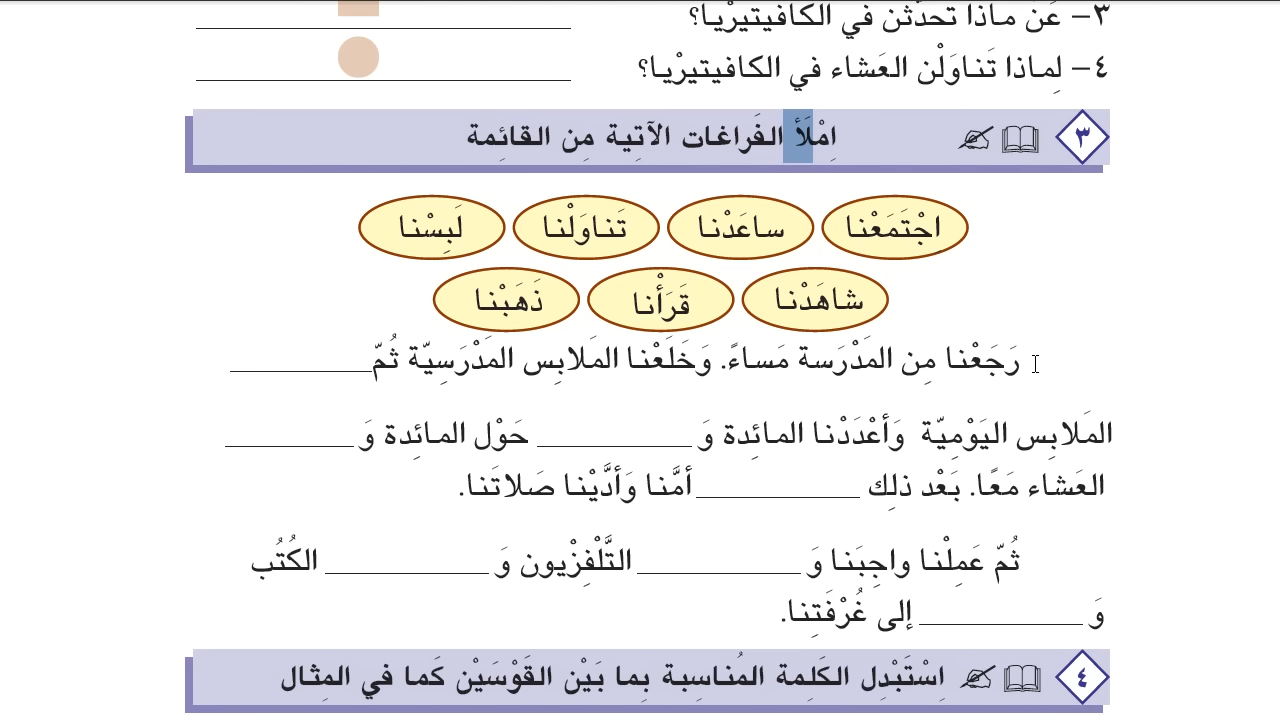 ٣– عَن ماذا تحدَّثن في الكافيتيرْيا؟
٤– لِماذا تَناوَلْن العَشاء في الكافيتيرْيا؟
٣ اِمْلَأ الفَراغات الآتِية مِن القائِمة
اجْتَمَعْنا ساعَدْنا تَناوَلْنا لَبِسْنا
شاهَدْنا قَرَأْنا ذَهَبْنا
رَجَعْنا مِن المَدْرَسة مَساءً. وَخَلَعْنا المَلابِس المَدْرَسِيّة ثُمّ
المَلابِس اليَوْمِيّة وَأعْدَدْنا المائِدة وَ حَوْل المائِدة وَ
العَشاء مَعًا. بَعْد ذلِك أمَّنا وَأدَّيْنا صَلاتَنا.
ثُمّ عَمِلْنا واجِبَنا وَ التَّلْفِزْيون وَ الكُتُب
وَ إلى غُرْفَتِنا.
٤ اِسْتَبْدِل الكَلِمة المُناسِبة بِما بَيْن القَوْسَيْن كَما في المِثال